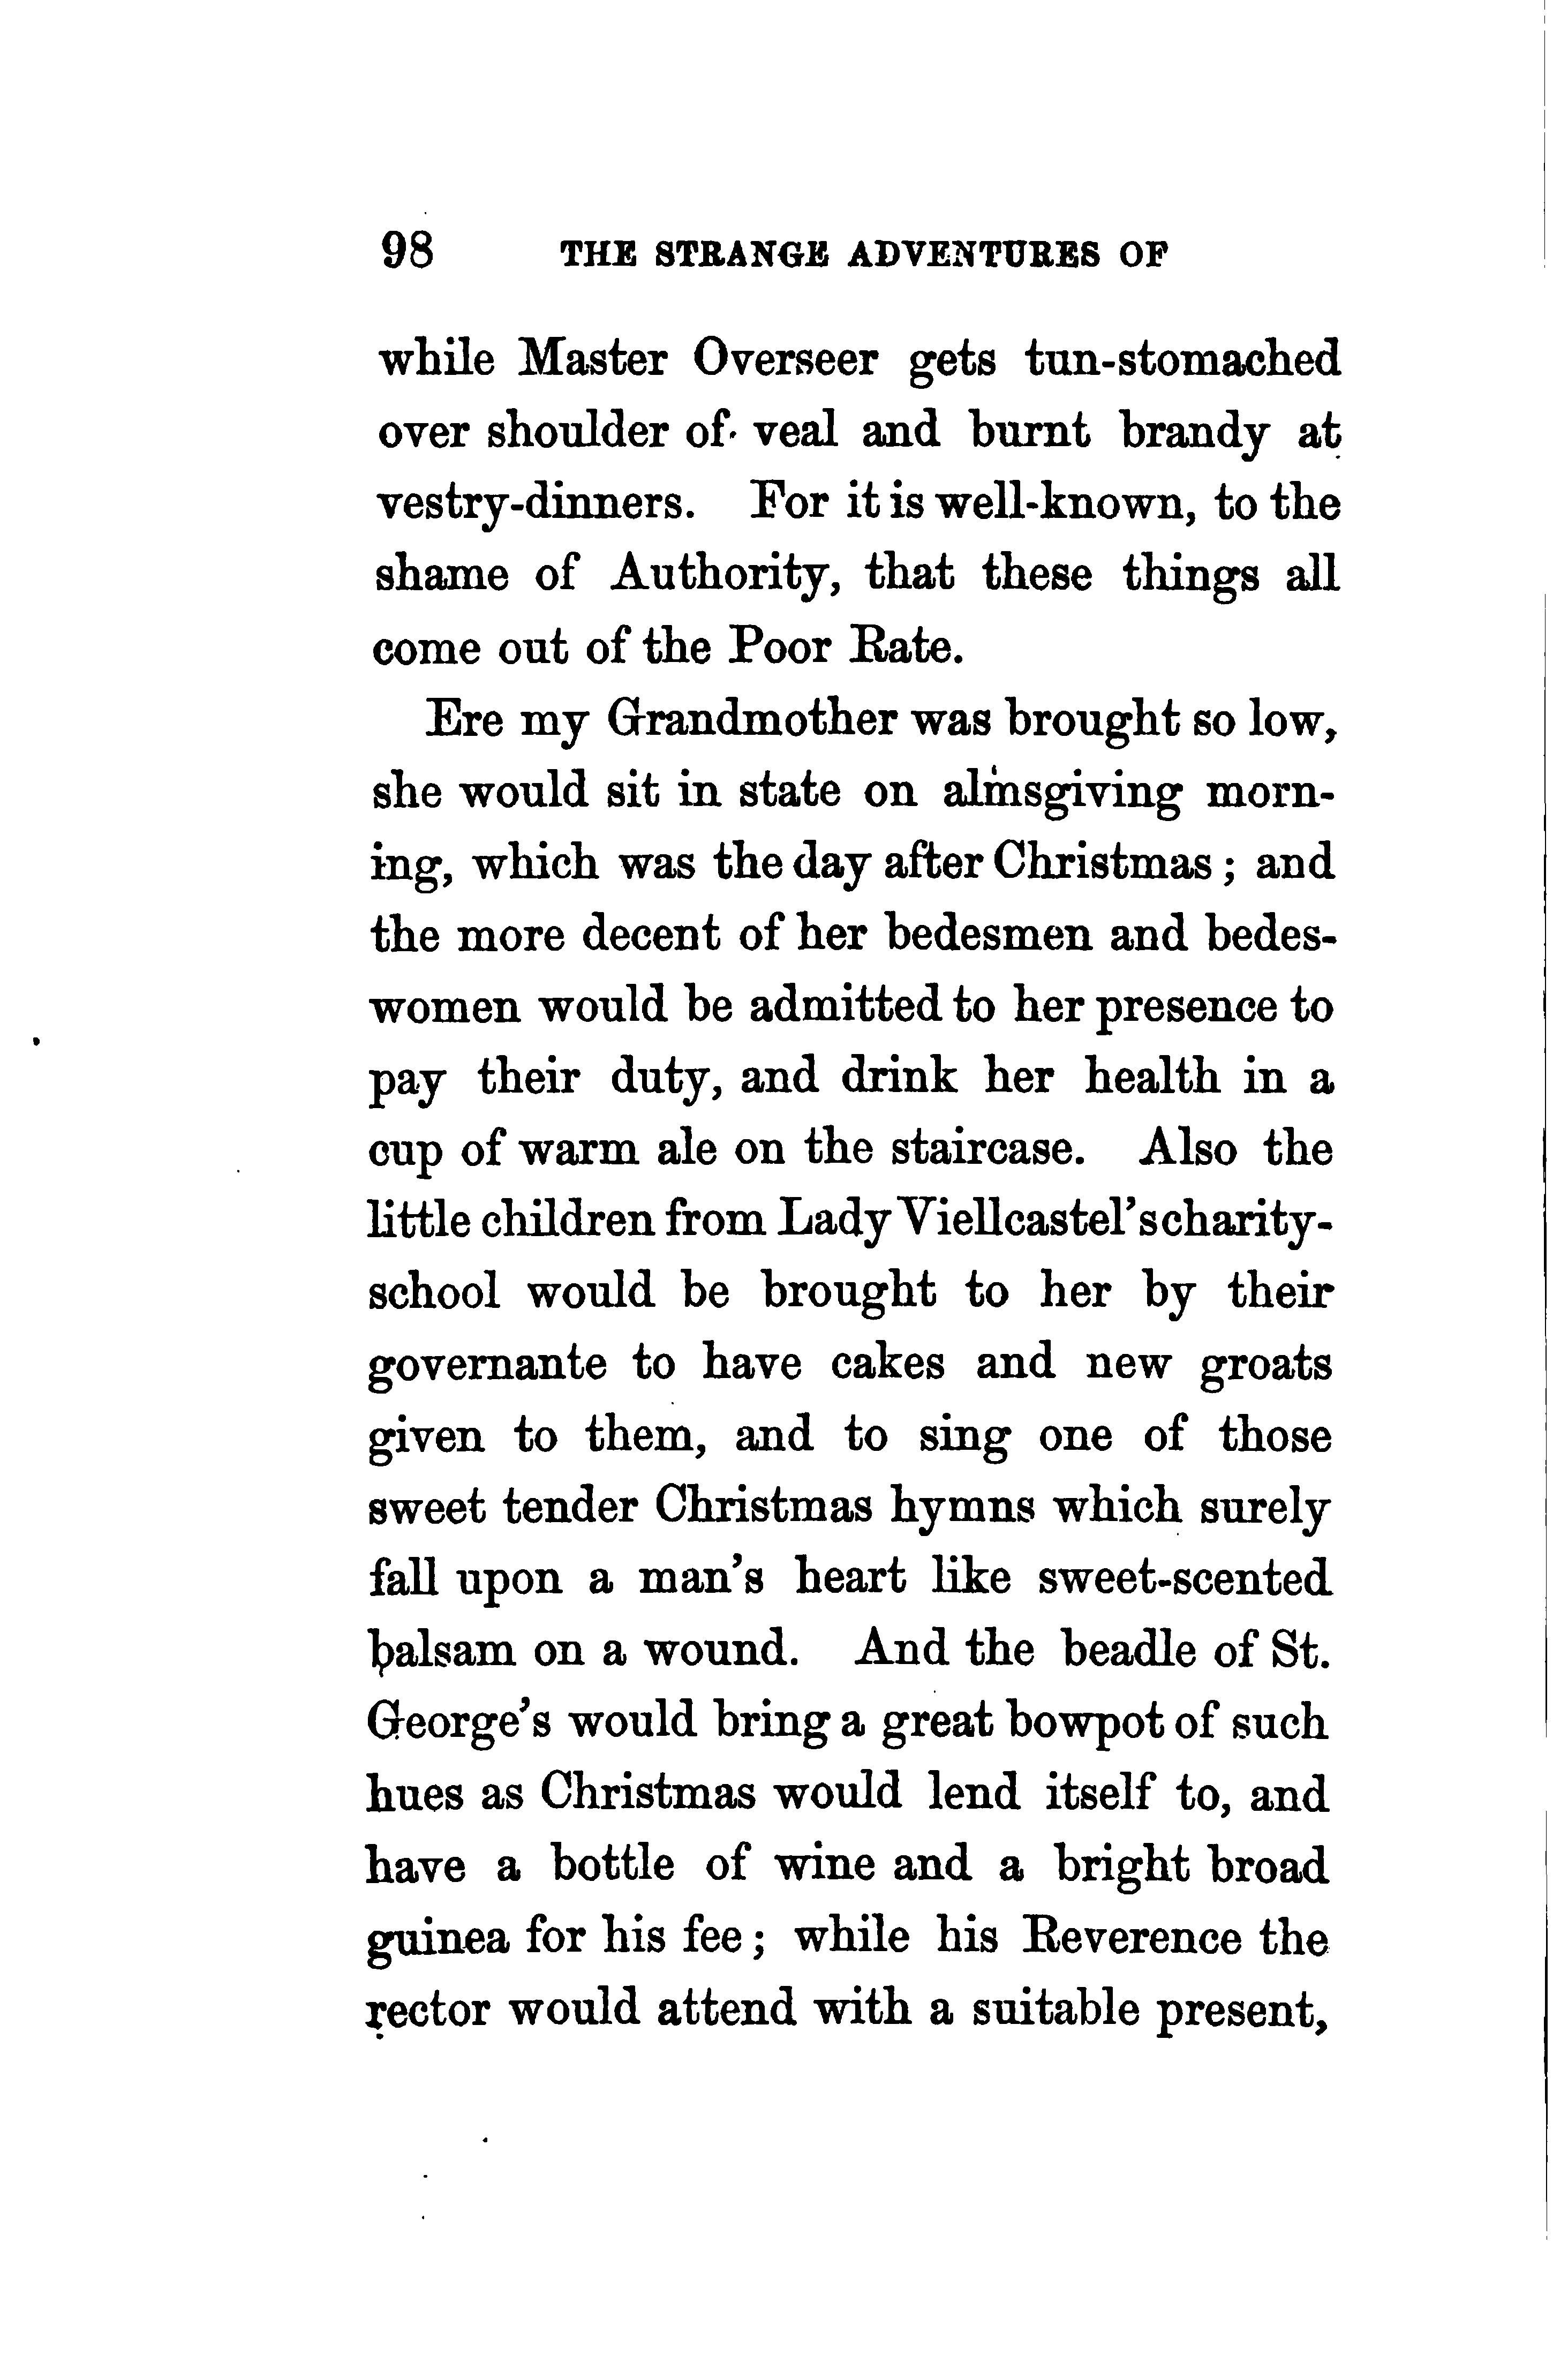 98 THE STRANGE ADVENTURES OF
while Master Overseer gets tun-stomached
over shoulder of veal and burnt brandy at
vestry-dinners. For it is well-known, to the
shame of Authority, that these things all
come out of the Poor Rate.
Ere my Grandmother was brought so low,
she would sit in state on almsgiving morn-
ing, which was the day after Christmas; and
the more decent of her bedesmen and bedes-
women would be admitted to her presence to
pay their duty, and drink her health in a
cup of warm ale on the staircase. Also the
little children from Lady Viellcastel's charity-
school would be brought to her by their
governante to have cakes and new groats
given to them, and to sing one of those
sweet tender Christmas hymns which surely
fall upon a man's heart like sweet-scented
balsam on a wound. And the beadle of St.
George's would bring a great bowpot of such
hues as Christmas would lend itself to, and
have a bottle of wine and a bright broad
guinea for his fee; while his Reverence the
rector would attend with a suitable present,